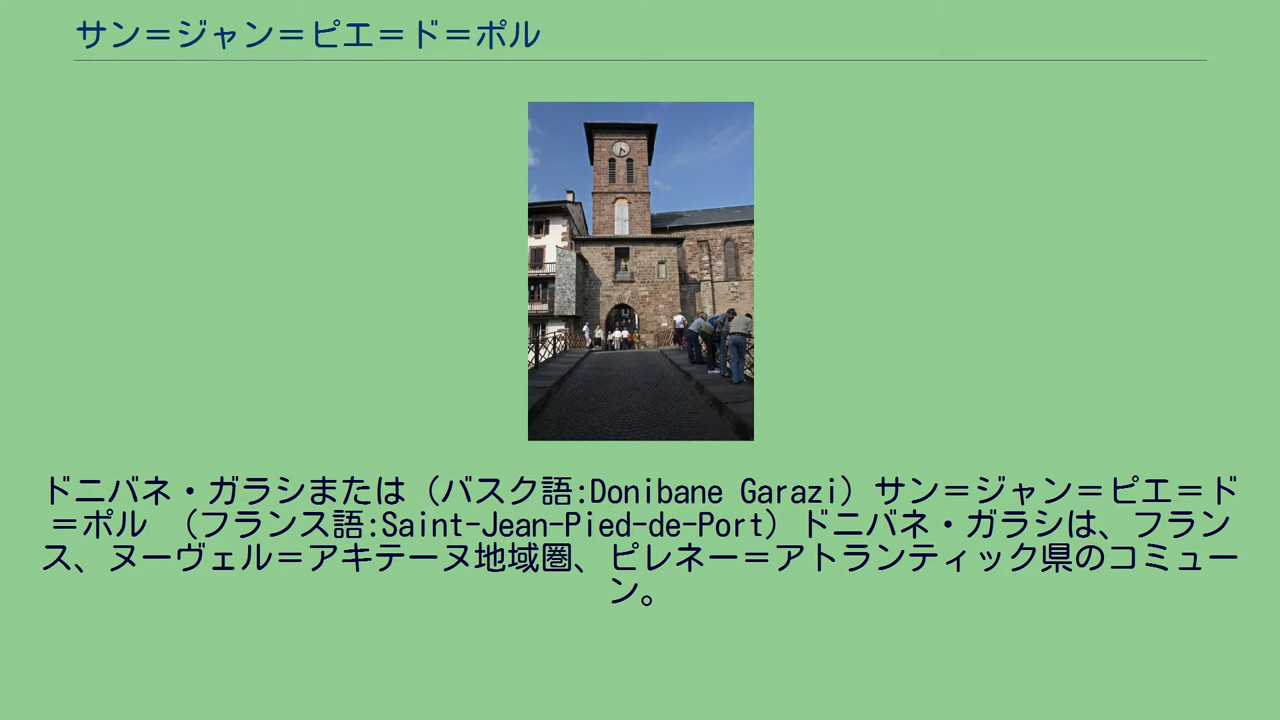 サン＝ジャン＝ピエ＝ド＝ポル
ドニバネ・ガラシまたは（バスク語:Donibane Garazi）サン＝ジャン＝ピエ＝ド
＝ポル （フランス語:Saint-Jean-Pied-de-Port）ドニバネ・ガラシは、フラン
ス、ヌーヴェル＝アキテーヌ地域圏、ピレネー＝アトランティック県のコミュー
ン。